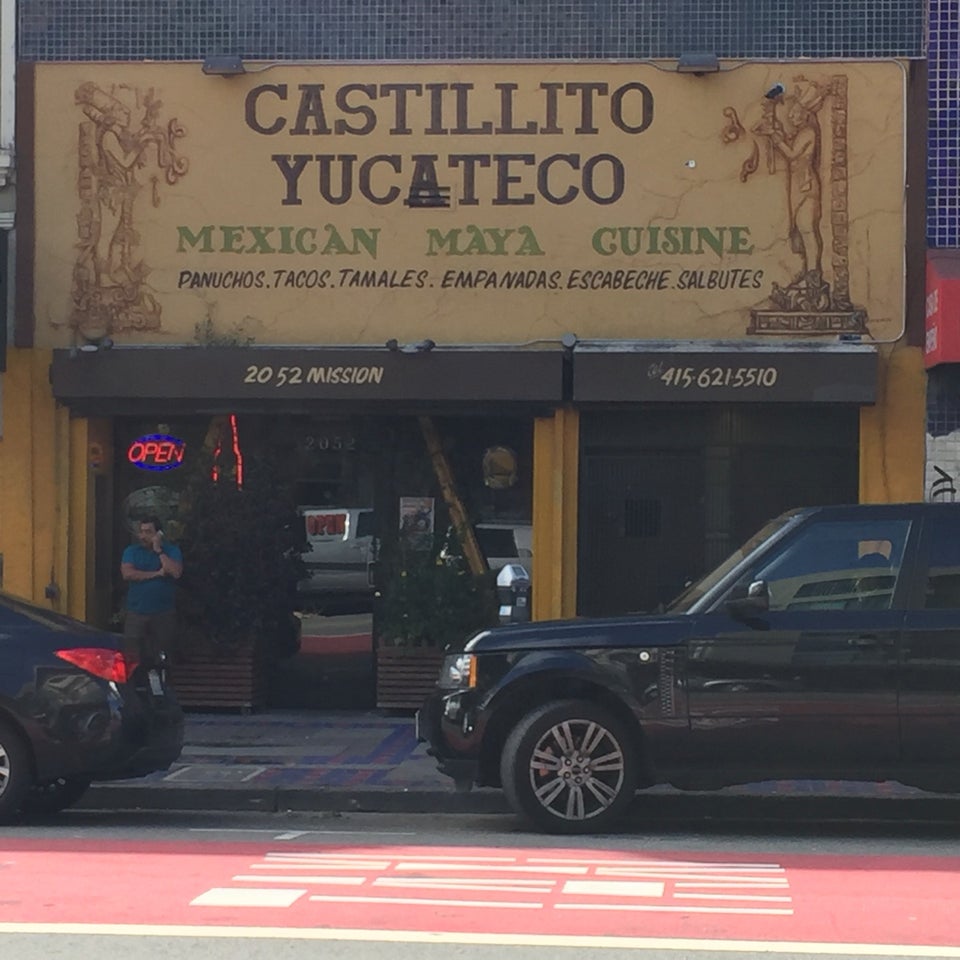 CASTILLITO
YUCATECO
MEXICAN MAYA CUISINE
PANUCHOS.TACOS.TAMALES. EMPANADAS.ESCABECHE.SALBUTES
2052 MISSION
415-621-5510
OPEN
2052